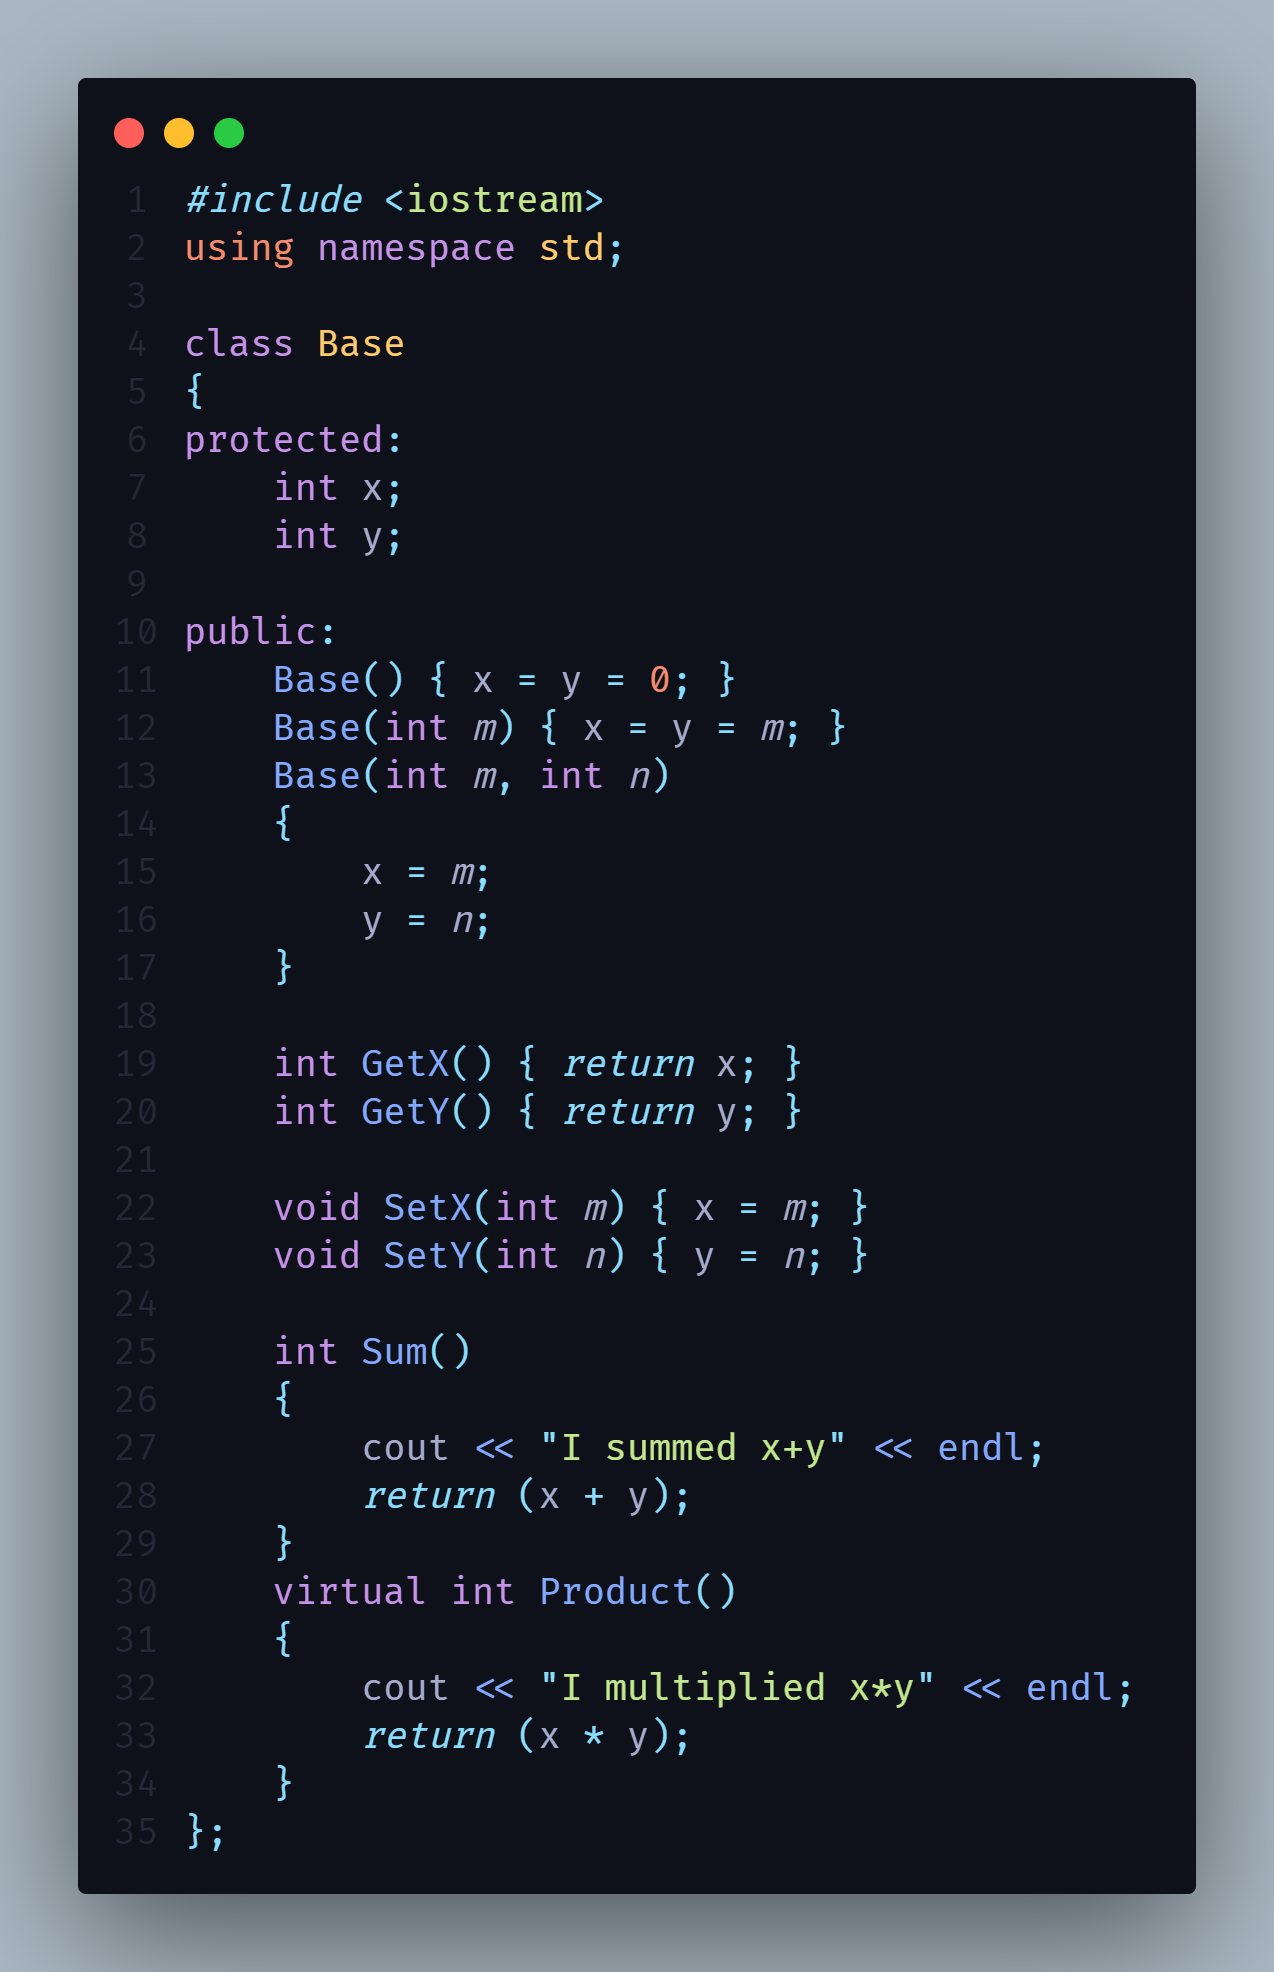 1 #include <iostream>
2 using namespace std;
3
4 class Base
5 {
6 protected:
7     int x;
8     int y;
9
10 public:
11     Base() { x = y = 0; }
12     Base(int m) { x = y = m; }
13     Base(int m, int n)
14     {
15         x = m;
16         y = n;
17     }
18
19     int GetX() { return x; }
20     int GetY() { return y; }
21
22     void SetX(int m) { x = m; }
23     void SetY(int n) { y = n; }
24
25     int Sum()
26     {
27         cout << "I summed x+y" << endl;
28         return (x + y);
29     }
30     virtual int Product()
31     {
32         cout << "I multiplied x*y" << endl;
33         return (x * y);
34     }
35 };